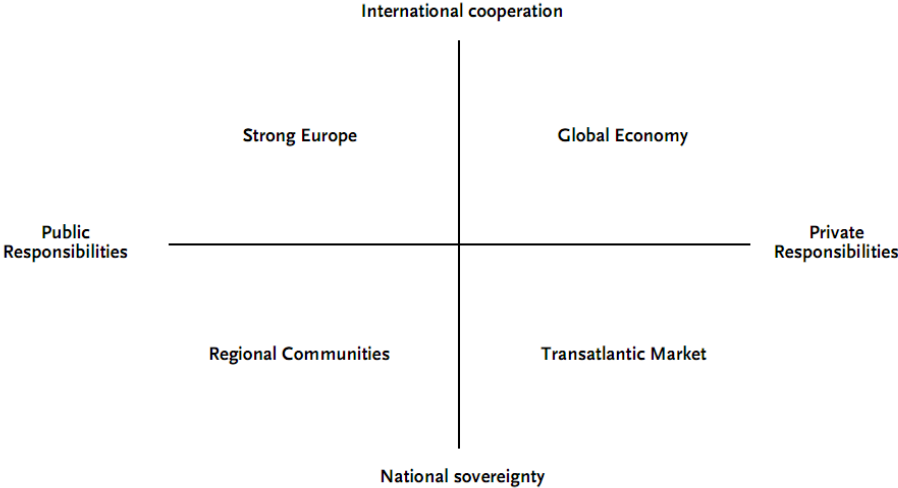 International cooperation
Strong Europe
Global Economy
Public
Responsibilities
Private
Responsibilities
Regional Communities
Transatlantic Market
National sovereignty